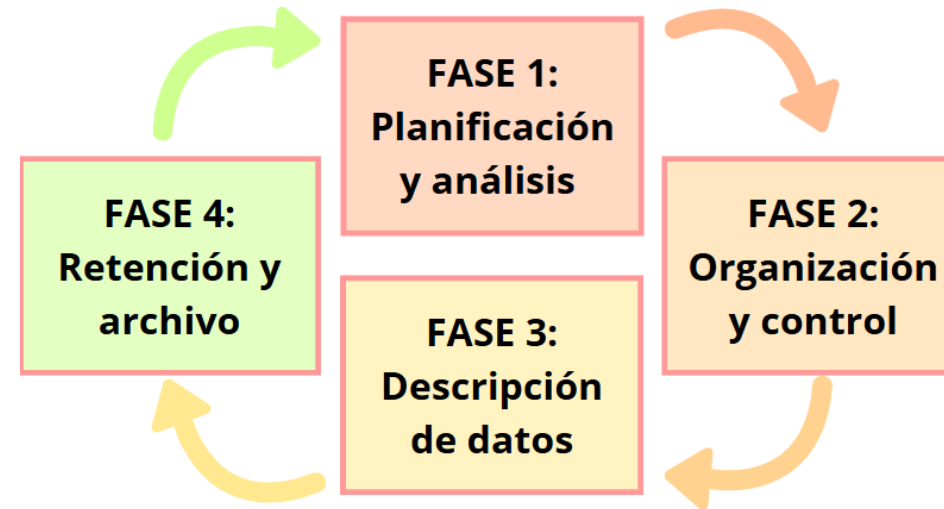 FASE 1:
Planificación
y análisis
FASE 2:
Organización
y control
FASE 3:
Descripción
de datos
FASE 4:
Retención y
archivo